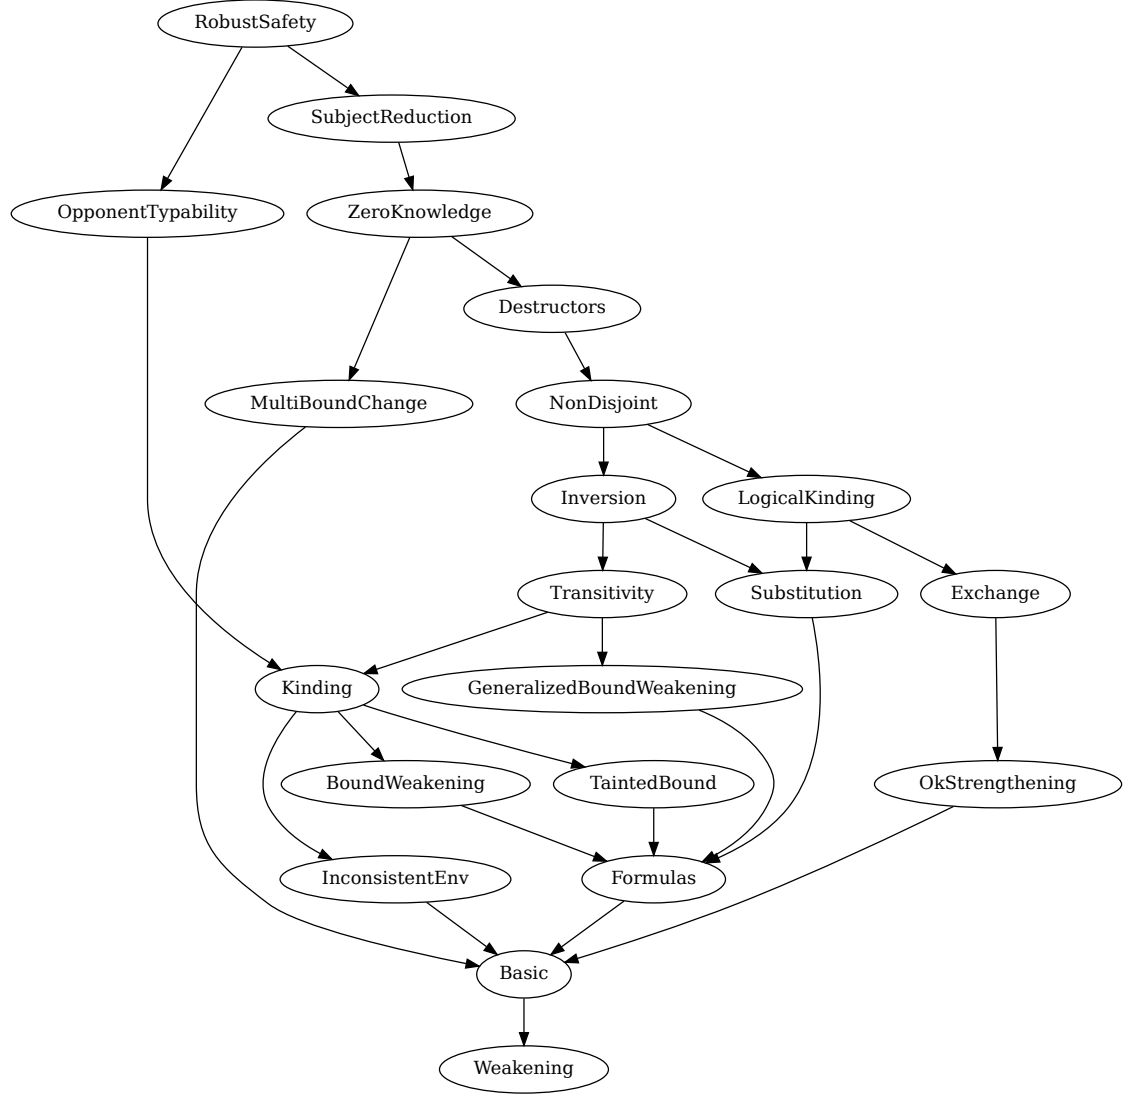 RobustSafety
SubjectReduction
OpponentTypability
ZeroKnowledge
Destructors
MultiBoundChange
NonDisjoint
Inversion
LogicalKinding
Transitivity
Substitution
Exchange
Kinding
GeneralizedBoundWeakening
BoundWeakening
TaintedBound
OkStrengthening
InconsistentEnv
Formulas
Basic
Weakening